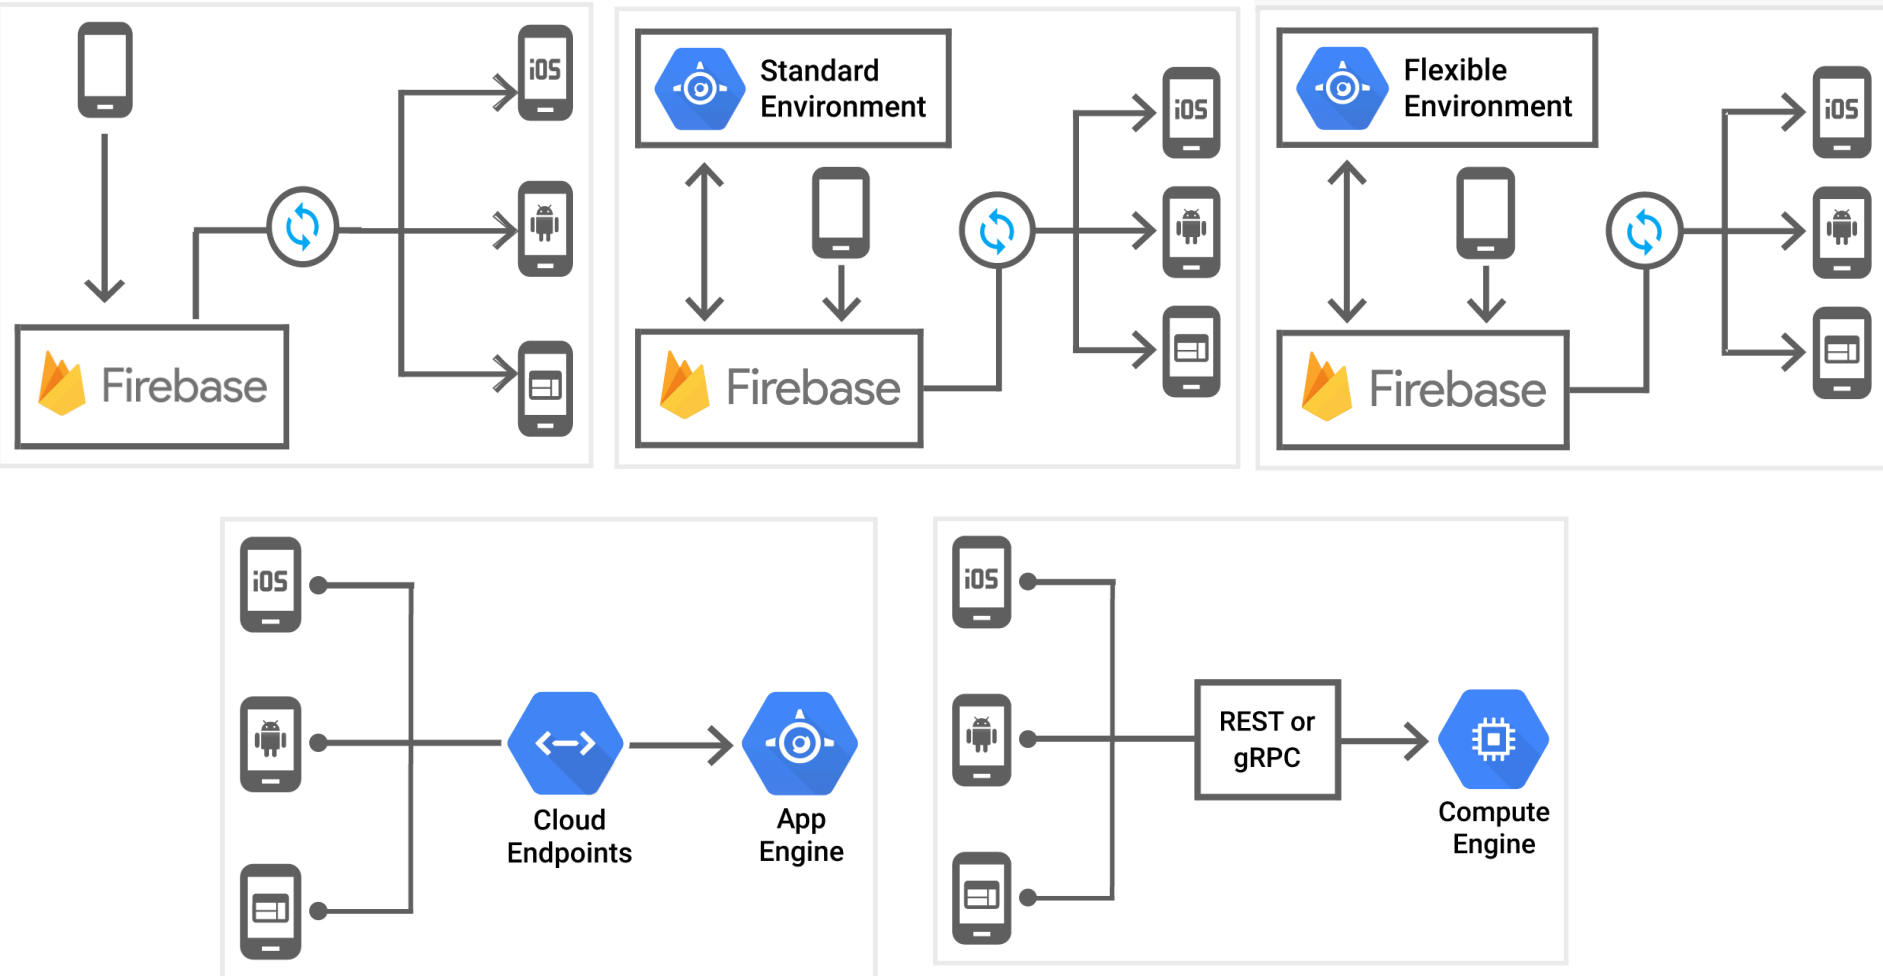 iOS
Firebase
Standard
Environment
iOS
Firebase
Flexible
Environment
iOS
Firebase
iOS
Cloud
Endpoints
App
Engine
iOS
REST or
gRPC
Compute
Engine